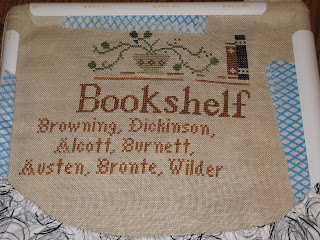 Bookshelf
Browning, Dickinson,
Alcott, Burnett,
Austen, Bronte, Wilder